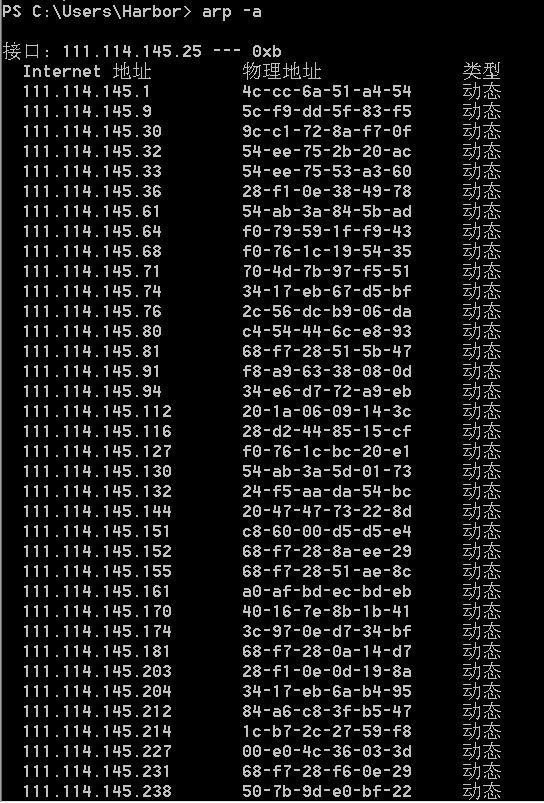 PS C:\Users\Harbor> arp -a
接口: 111.114.145.25 --- 0xb
Internet 地址 物理地址 类型
111.114.145.1 4c-cc-6a-51-a4-54 动态
111.114.145.9 5c-f9-dd-5f-83-f5 动态
111.114.145.30 9c-c1-72-8a-f7-0f 动态
111.114.145.32 54-ee-75-2b-20-ac 动态
111.114.145.33 54-ee-75-53-a3-60 动态
111.114.145.36 28-f1-0e-38-49-78 动态
111.114.145.61 54-ab-3a-84-5b-ad 动态
111.114.145.64 f0-79-59-1f-f9-43 动态
111.114.145.68 f0-76-1c-19-54-35 动态
111.114.145.71 70-4d-7b-97-f5-51 动态
111.114.145.74 34-17-eb-67-d5-bf 动态
111.114.145.76 2c-56-dc-b9-06-da 动态
111.114.145.80 c4-54-44-6c-e8-93 动态
111.114.145.81 68-f7-28-51-5b-47 动态
111.114.145.91 f8-a9-63-38-08-0d 动态
111.114.145.94 34-e6-d7-72-a9-eb 动态
111.114.145.112 20-1a-06-09-14-3c 动态
111.114.145.116 28-d2-44-85-15-cf 动态
111.114.145.127 f0-76-1c-bc-20-e1 动态
111.114.145.130 54-ab-3a-5d-01-73 动态
111.114.145.132 24-f5-aa-da-54-bc 动态
111.114.145.144 20-47-47-73-22-8d 动态
111.114.145.151 c8-60-00-d5-d5-e4 动态
111.114.145.152 68-f7-28-8a-ee-29 动态
111.114.145.155 68-f7-28-51-ae-8c 动态
111.114.145.161 a0-af-bd-ec-bd-eb 动态
111.114.145.170 40-16-7e-8b-1b-41 动态
111.114.145.174 3c-97-0e-d7-34-bf 动态
111.114.145.181 68-f7-28-0a-14-d7 动态
111.114.145.203 28-f1-0e-0d-19-8a 动态
111.114.145.204 34-17-eb-6a-b4-95 动态
111.114.145.212 84-a6-c8-3f-b5-47 动态
111.114.145.214 1c-b7-2c-27-59-f8 动态
111.114.145.227 00-e0-4c-36-03-3d 动态
111.114.145.231 68-f7-28-f6-0e-29 动态
111.114.145.238 50-7b-9d-e0-bf-22 动态